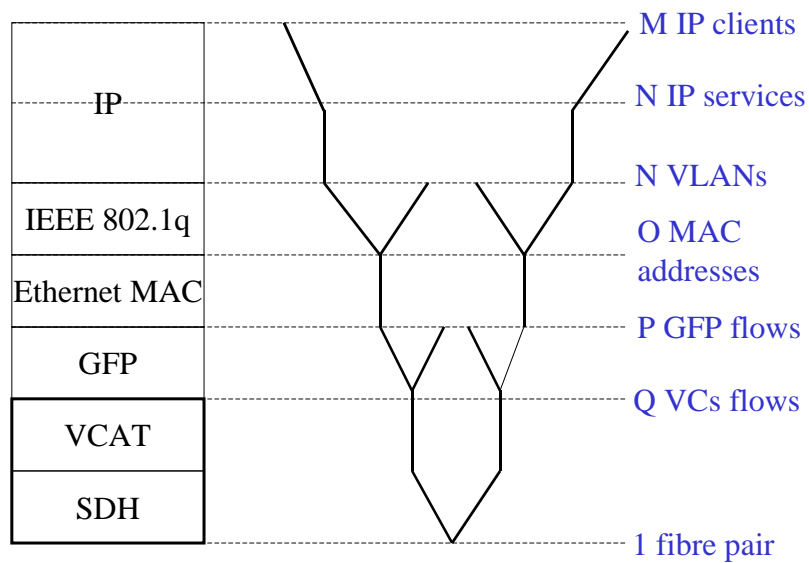 M IP clients
IP
N IP services
N VLANs
IEEE 802.1q
O MAC
addresses
Ethernet MAC
P GFP flows
GFP
Q VCs flows
VCAT
SDH
1 fibre pair